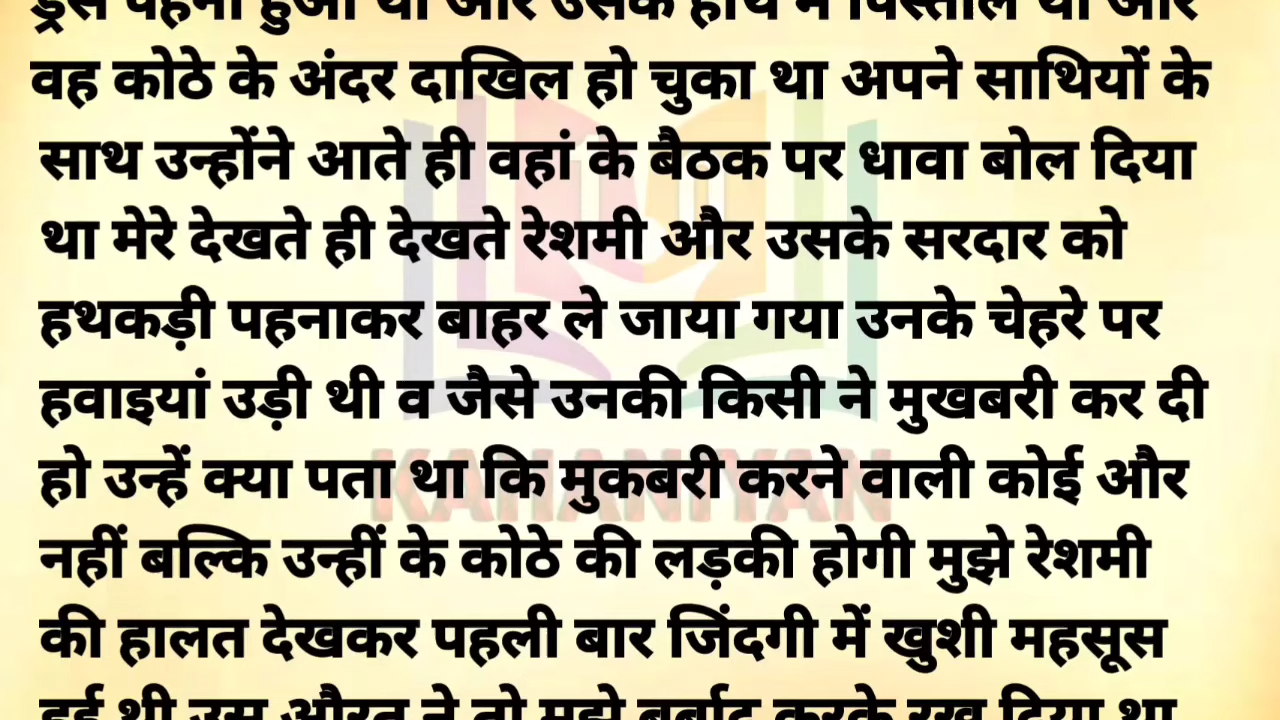 ड्रेस पहना हुआ था और उसके हाथ में पिस्तौल था और
वह कोठे के अंदर दाखिल हो चुका था अपने साथियों के
साथ उन्होंने आते ही वहां के बैठक पर धावा बोल दिया
था मेरे देखते ही देखते रेशमी और उसके सरदार को
हथकड़ी पहनाकर बाहर ले जाया गया उनके चेहरे पर
हवाइयां उड़ी थी व जैसे उनकी किसी ने मुखबरी कर दी
हो उन्हें क्या पता था कि मुकबरी करने वाली कोई और
KAHANIYAN
नहीं बल्कि उन्हीं के कोठे की लड़की होगी मुझे रेशमी
की हालत देखकर पहली बार जिंदगी में खुशी महसूस
हुई थी उस औरत ने तो मुझे बर्बाद करके रख दिया था